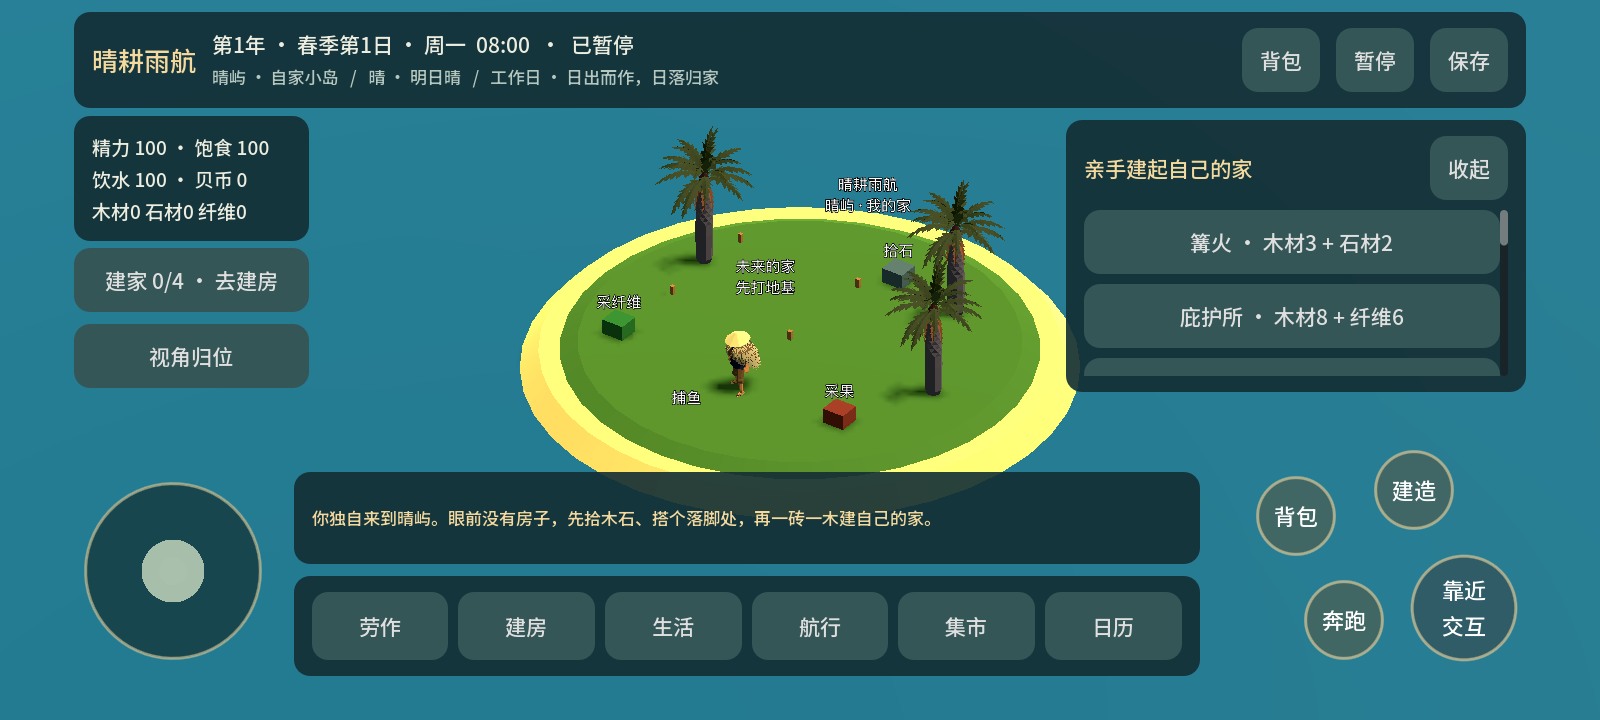 晴耕雨航
第1年 · 春季第1日 · 周一 08:00 · 已暂停
晴屿 · 自家小岛 / 晴 · 明日晴 / 工作日 · 日出而作，日落归家
背包
暂停
保存
精力 100 · 饱食 100
饮水 100 · 贝币 0
木材0 石材0 纤维0
建家 0/4 · 去建房
视角归位
亲手建起自己的家
收起
篝火 · 木材3 + 石材2
庇护所 · 木材8 + 纤维6
晴耕雨航
晴屿 · 我的家
拾石
未来的家
先打地基
采纤维
捕鱼
采果
你独自来到晴屿。眼前没有房子，先拾木石、搭个落脚处，再一砖一木建自己的家。
劳作
建房
生活
航行
集市
日历
背包
建造
奔跑
靠近
交互